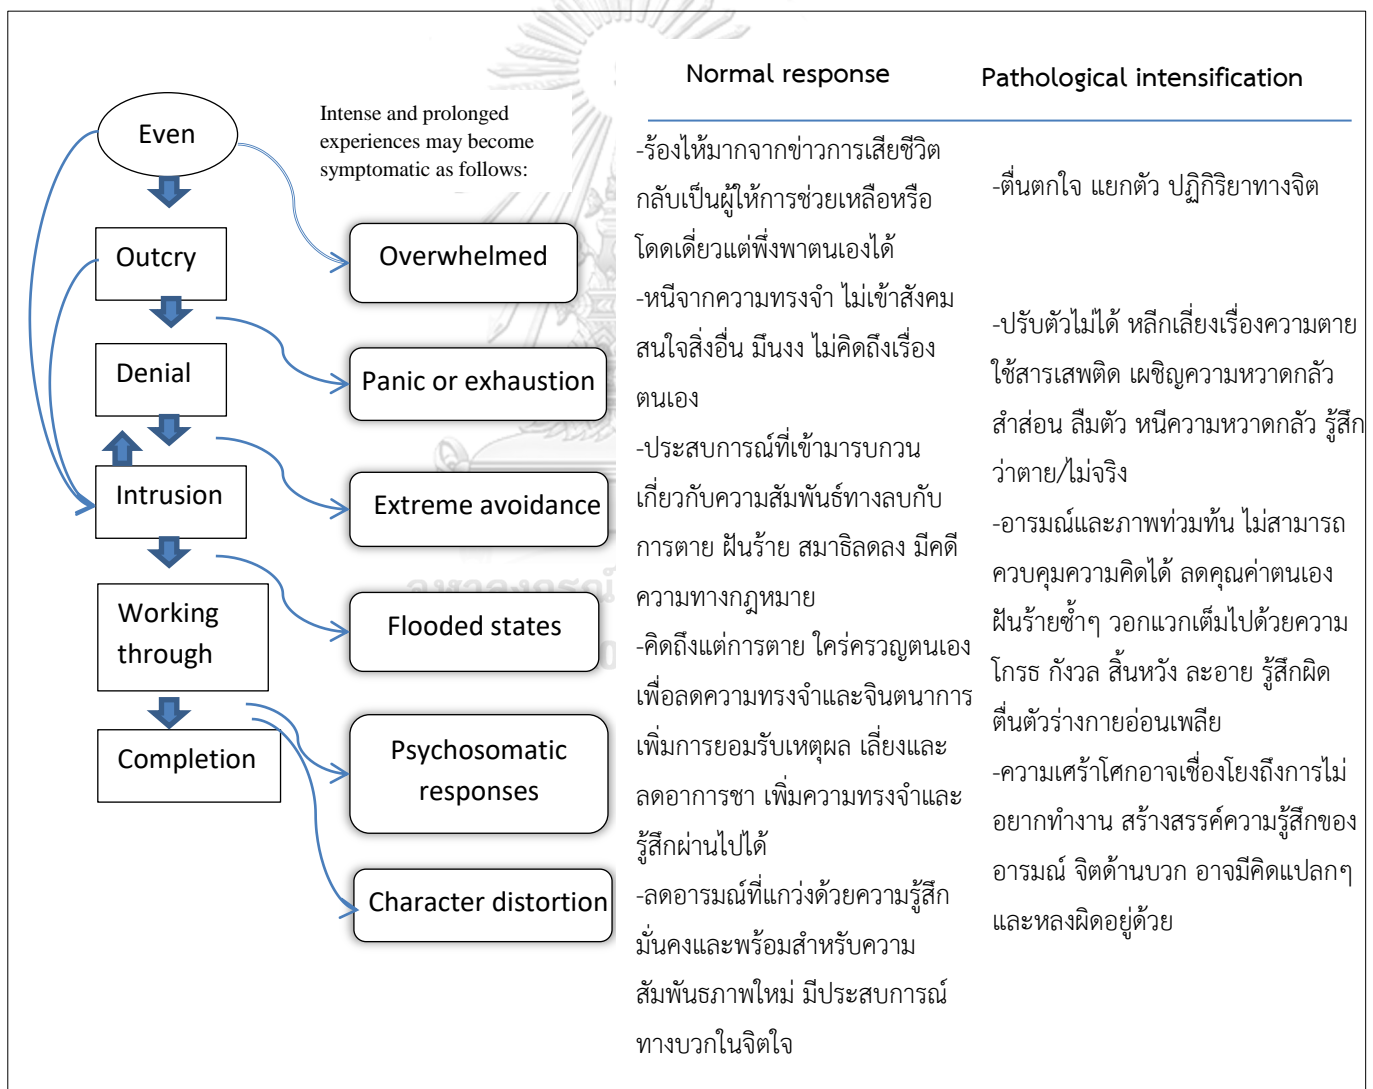 Even
Outcry
Denial
Intrusion
Working
through
Completion
Intense and prolonged
experiences may become
symptomatic as follows:
Overwhelmed
Panic or exhaustion
Extreme avoidance
Flooded states
Psychosomatic
responses
Character distortion
Normal response
-ร้องไห้มากจากข่าวการเสียชีวิต
กลับเป็นผู้ให้การช่วยเหลือหรือ
โดดเดี่ยวแต่พึ่งพาตนเองได้
-หนีจากความทรงจำ ไม่เข้าสังคม
สนใจสิ่งอื่น มึนงง ไม่คิดถึงเรื่อง
ตนเอง
-ประสบการณ์ที่เข้ามารบกวน
เกี่ยวกับความสัมพันธ์ทางลบกับ
การตาย ฝันร้าย สมาธิลดลง มีคดี
ความทางกฎหมาย
-คิดถึงแต่การตาย ใคร่ครวญตนเอง
เพื่อลดความทรงจำและจินตนาการ
เพิ่มการยอมรับเหตุผล เลี่ยงและ
ลดอาการชา เพิ่มความทรงจำและ
รู้สึกผ่านไปได้
-ลดอารมณ์ที่แกว่งด้วยความรู้สึก
มั่นคงและพร้อมสำหรับความ
สัมพันธภาพใหม่ มีประสบการณ์
ทางบวกในจิตใจ
Pathological intensification
-ตื่นตกใจ แยกตัว ปฏิกิริยาทางจิต
-ปรับตัวไม่ได้ หลีกเลี่ยงเรื่องความตาย
ใช้สารเสพติด เผชิญความหวาดกลัว
สำส่อน ลืมตัว หนีความหวาดกลัว รู้สึก
ว่าตาย/ไม่จริง
-อารมณ์และภาพท่วมท้น ไม่สามารถ
ควบคุมความคิดได้ ลดคุณค่าตนเอง
ฝันร้ายซ้ำๆ วอกแวกเต็มไปด้วยความ
โกรธ กังวล สิ้นหวัง ละอาย รู้สึกผิด
ตื่นตัวร่างกายอ่อนเพลีย
-ความเศร้าโศกอาจเชื่องโยงถึงการไม่
อยากทำงาน สร้างสรรค์ความรู้สึกของ
อารมณ์ จิตด้านบวก อาจมีคิดแปลกๆ
และหลงผิดอยู่ด้วย